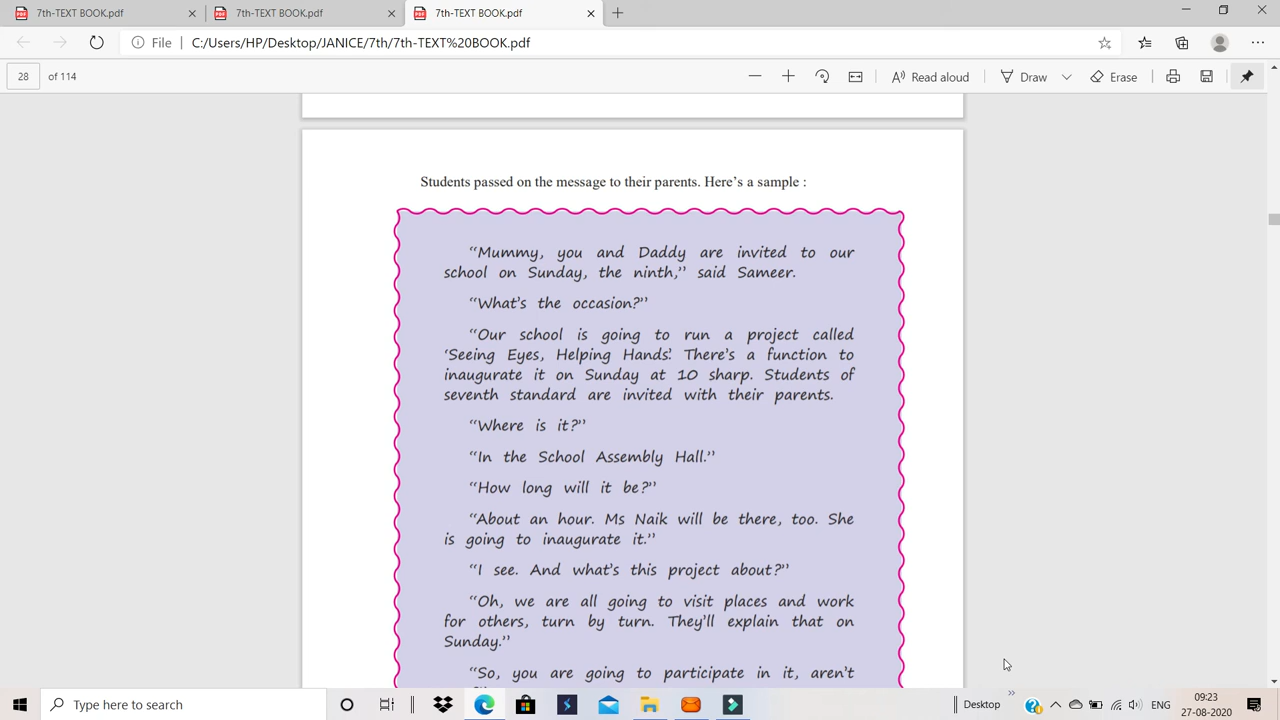 7th-TEXT BOOK.pdf
7th-TEXT BOOK.pdf
7th-TEXT BOOK.pdf
File C:/Users/HP/Desktop/JANICE/7th/7th-TEXT%20BOOK.pdf
28 of 114
Read aloud
Draw
Erase
Students passed on the message to their parents. Here’s a sample :
“Mummy, you and Daddy are invited to our
school on Sunday, the ninth,” said Sameer.
“What’s the occasion?”
“Our school is going to run a project called
‘Seeing Eyes, Helping Hands’. There’s a function to
inaugurate it on Sunday at 10 sharp. Students of
seventh standard are invited with their parents.
“Where is it?”
“In the School Assembly Hall.”
“How long will it be?”
“About an hour. Ms Naik will be there, too. She
is going to inaugurate it.”
“I see. And what’s this project about?”
“Oh, we are all going to visit places and work
for others, turn by turn. They’ll explain that on
Sunday.”
“So, you are going to participate in it, aren’t
Type here to search
Desktop
ENG
09:23
27-08-2020